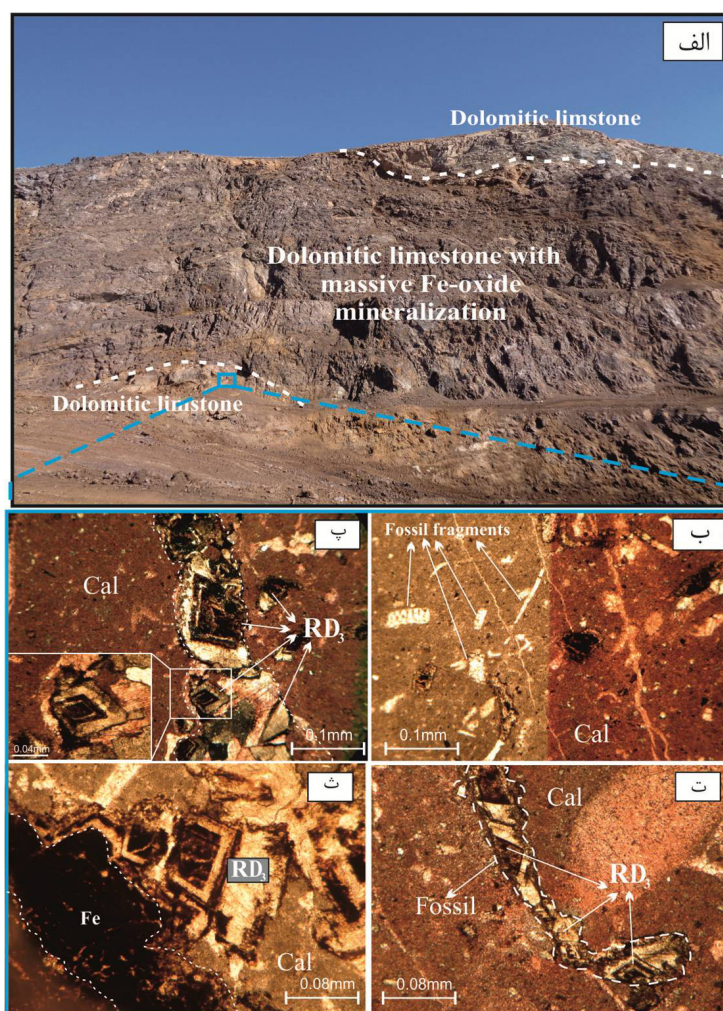 الف
Dolomitic limstone
Dolomitic limestone with
massive Fe-oxide
mineralization
Dolomitic limstone
پ
Cal
RD₃
0.04mm
0.1mm
ب
Fossil fragments
Cal
0.1mm
ث
RD₃
Fe
Cal
0.08mm
ت
Cal
RD₃
Fossil
0.08mm